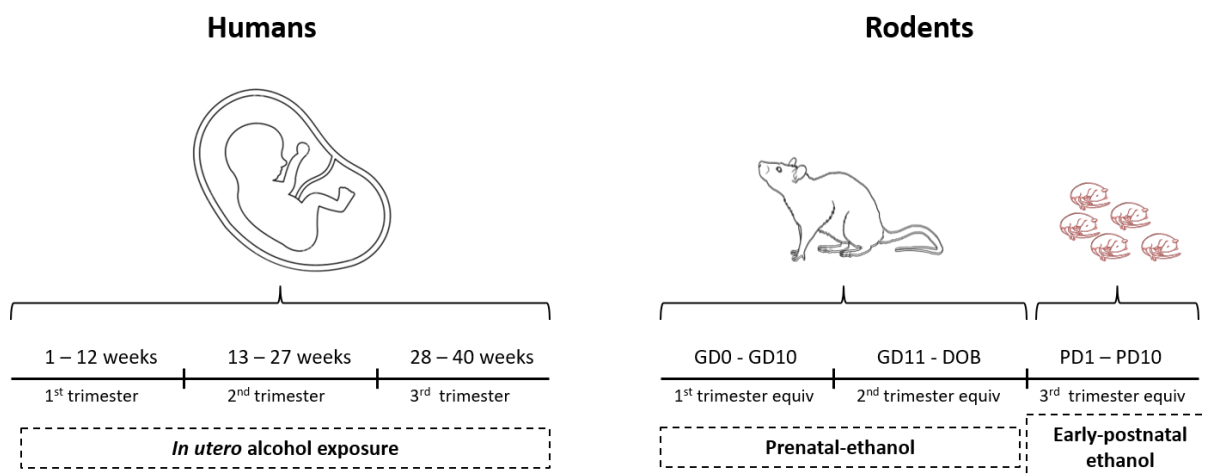 Humans
Rodents
1 – 12 weeks
13 – 27 weeks
28 – 40 weeks
1st trimester
2nd trimester
3rd trimester
In utero alcohol exposure
GD0 - GD10
GD11 - DOB
PD1 – PD10
1st trimester equiv
2nd trimester equiv
3rd trimester equiv
Prenatal-ethanol
Early-postnatal
ethanol